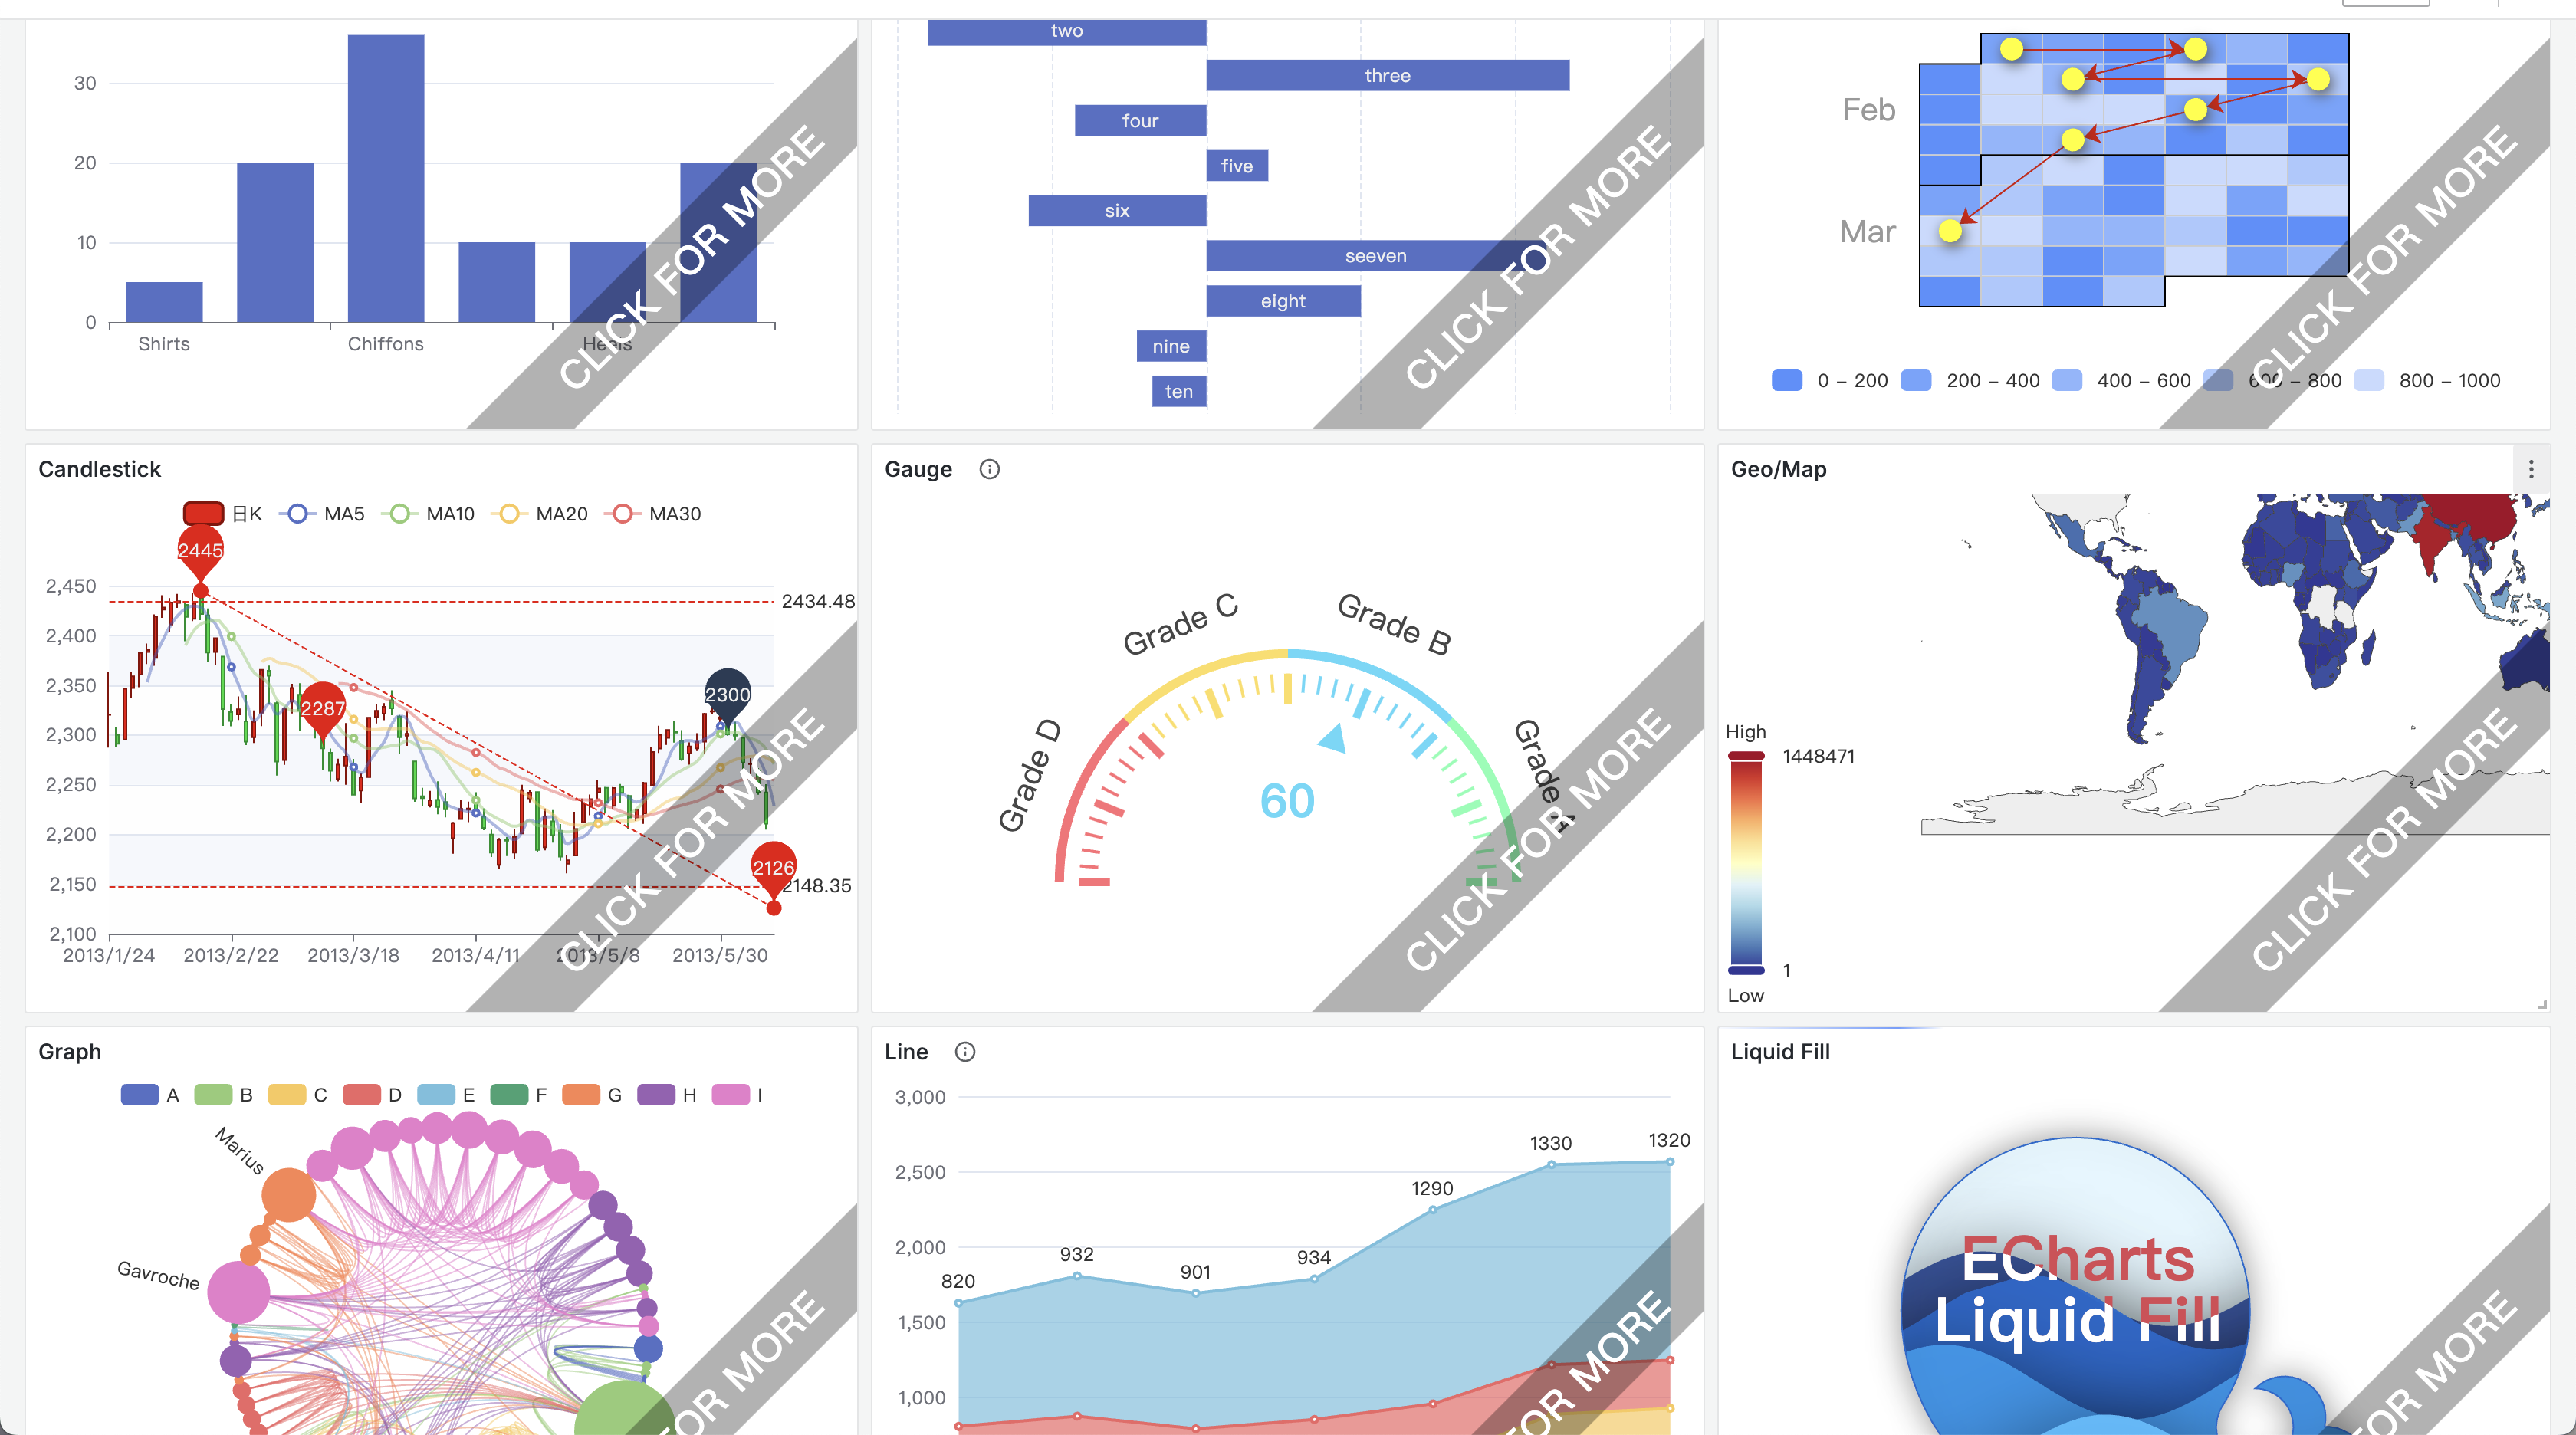 30
20
10
0
Shirts
Chiffons
Heels
CLICK FOR MORE
two
three
four
five
six
seeven
eight
nine
ten
CLICK FOR MORE
Feb
Mar
0 – 200
200 – 400
400 – 600
600 – 800
800 – 1000
CLICK FOR MORE
Candlestick
日K
MA5
MA10
MA20
MA30
2445
2,450
2434.48
2,400
2,350
2287
2300
2,300
2,250
2,200
2126
2,150
2148.35
2,100
2013/1/24
2013/2/22
2013/3/18
2013/4/11
2013/5/8
2013/5/30
CLICK FOR MORE
Gauge
Grade D
Grade C
Grade B
Grade A
60
CLICK FOR MORE
Geo/Map
High
1448471
1
Low
CLICK FOR MORE
Graph
A
B
C
D
E
F
G
H
I
Marius
Gavroche
FOR MORE
Line
3,000
2,500
2,000
1,500
1,000
820
932
901
934
1290
1330
1320
FOR MORE
Liquid Fill
ECharts
Liquid Fill
FOR MORE